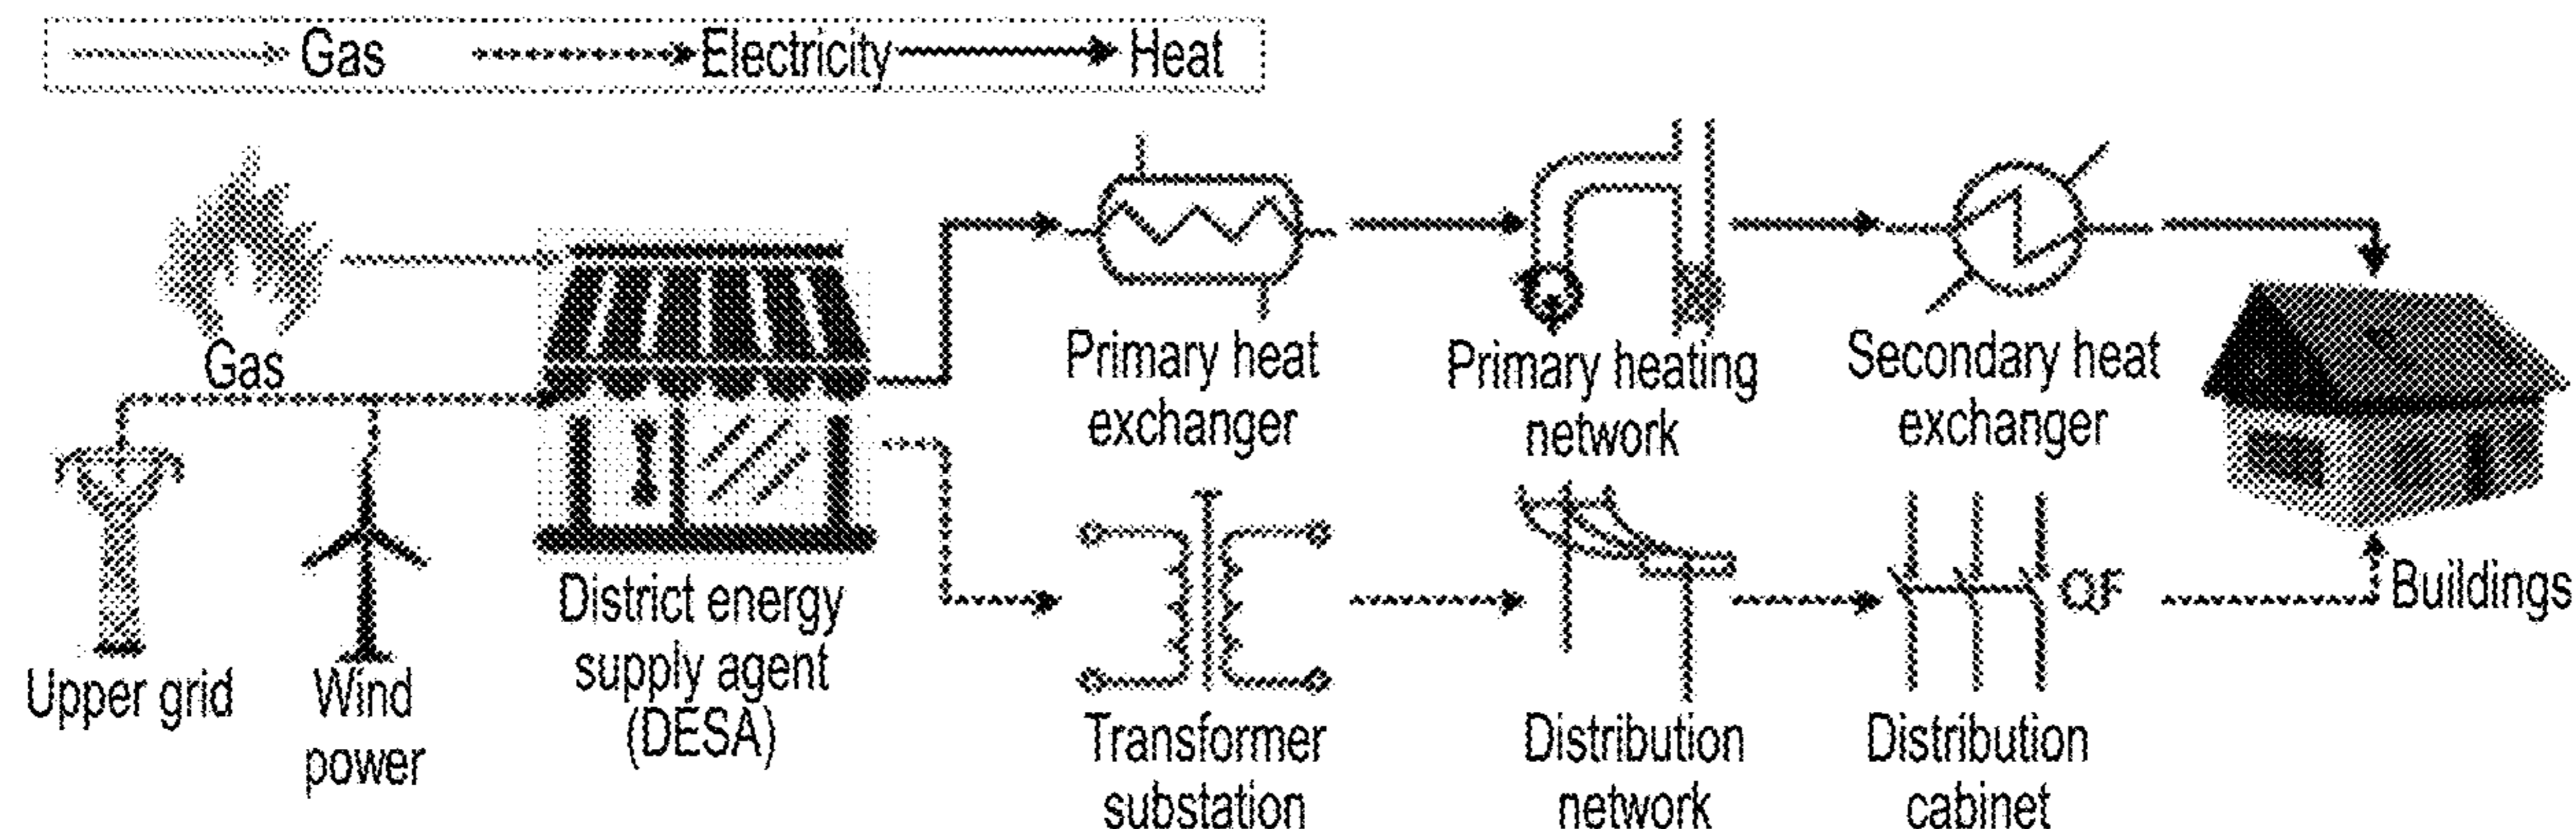 Gas Electricity Heat
Gas
Upper grid
Wind
power
District energy
supply agent
(DESA)
Primary heat
exchanger
Primary heating
network
Secondary heat
exchanger
Transformer
substation
Distribution
network
QF
Distribution
cabinet
Buildings